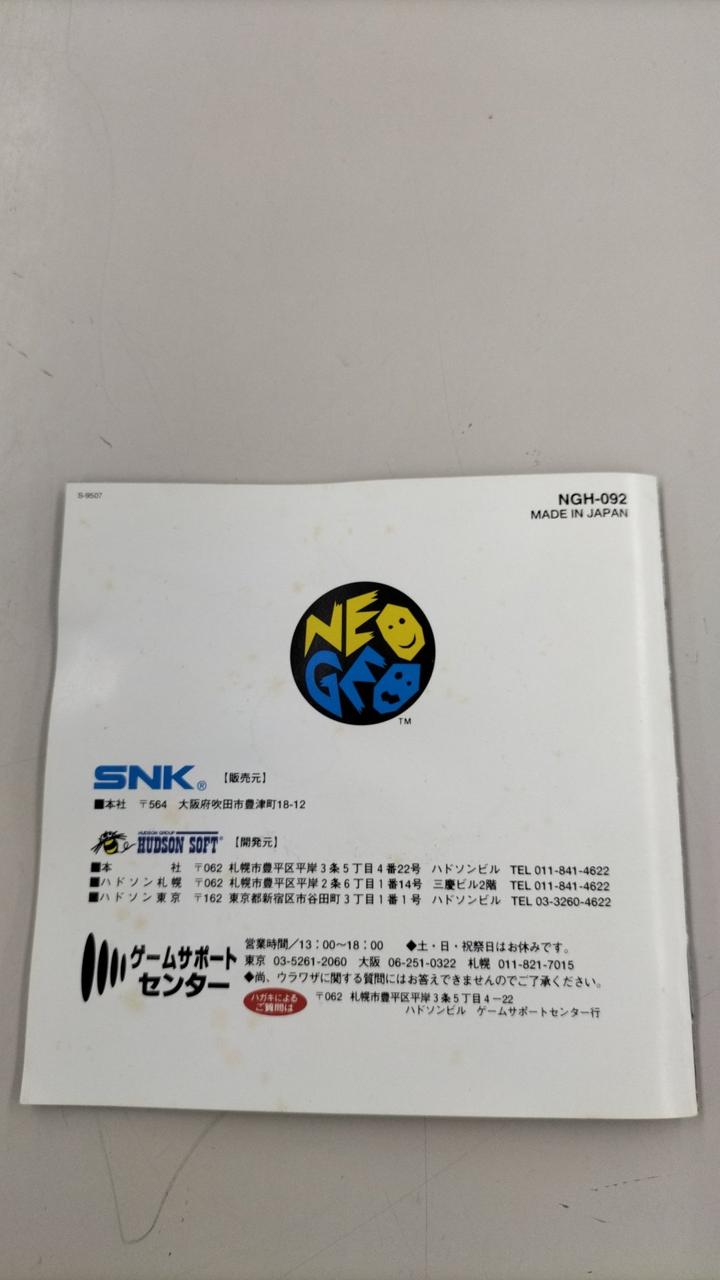 S-9507
NGH-092
MADE IN JAPAN
NEO
GEO
TM
SNK® 【販売元】
■本社 〒564 大阪府吹田市豊津町18-12
HUDSON GROUP
HUDSON SOFT® 【開発元】
■本社 〒062 札幌市豊平区平岸3条5丁目4番22号 ハドソンビル TEL 011-841-4622
■ハドソン札幌 〒062 札幌市豊平区平岸2条6丁目1番14号 三慶ビル2階 TEL 011-841-4622
■ハドソン東京 〒162 東京都新宿区市谷田町3丁目1番1号 ハドソンビル TEL 03-3260-4622
ゲームサポート
センター
営業時間/13:00〜18:00 ◆土・日・祝祭日はお休みです。
東京 03-5261-2060 大阪 06-251-0322 札幌 011-821-7015
◆尚、ウラワザに関する質問にはお答えできませんのでご了承ください。
ハガキによる
ご質問は
〒062 札幌市豊平区平岸3条5丁目4−22
ハドソンビル ゲームサポートセンター行